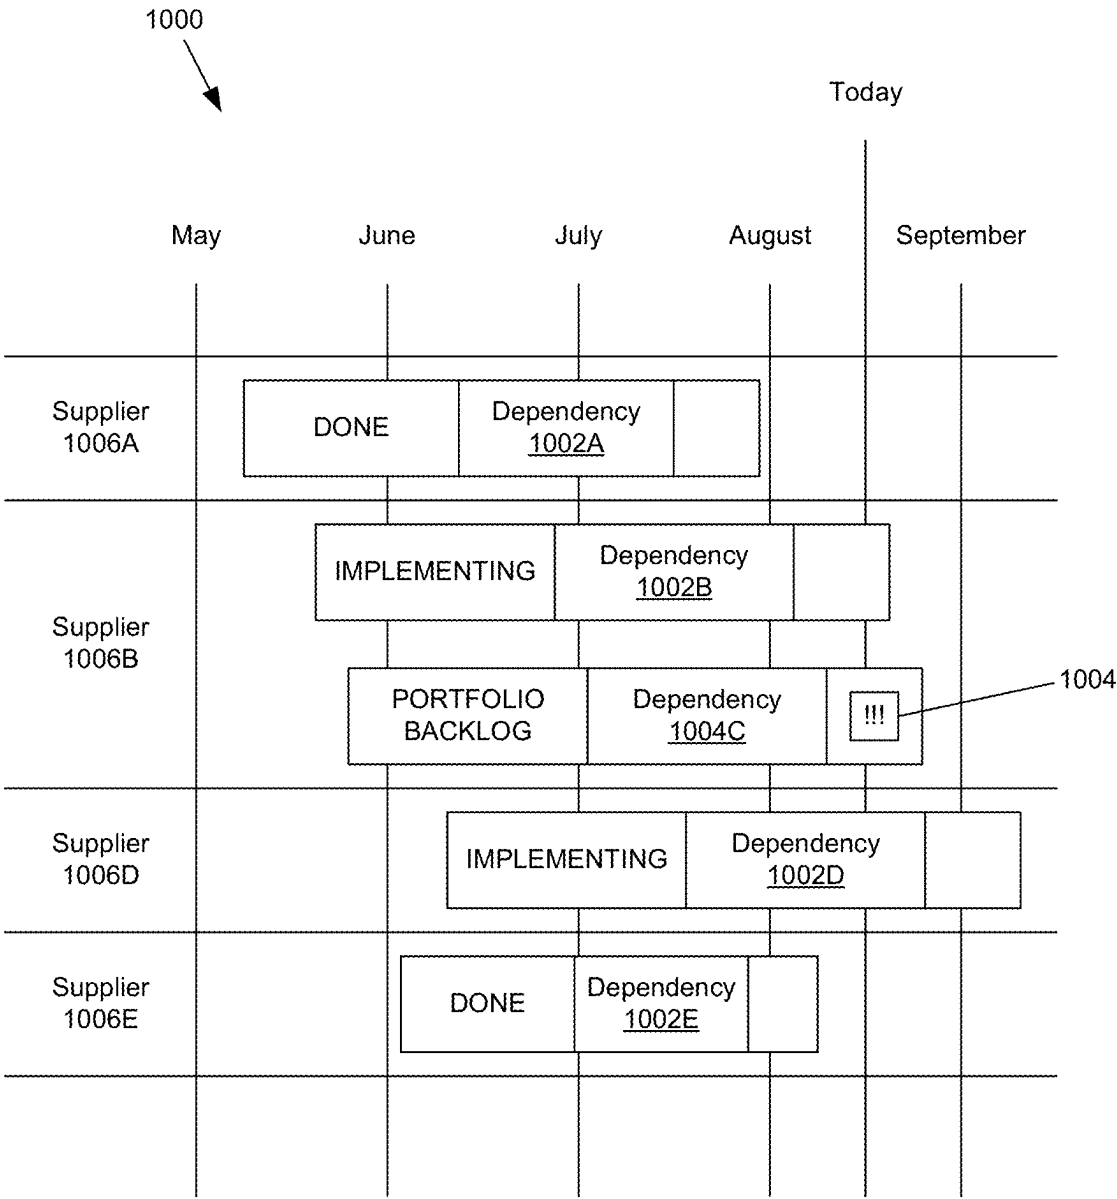 1000
Today
May June July August September
Supplier
1006A
DONE
Dependency
1002A
Supplier
1006B
IMPLEMENTING
Dependency
1002B
PORTFOLIO
BACKLOG
Dependency
1004C
!!!
1004
Supplier
1006D
IMPLEMENTING
Dependency
1002D
Supplier
1006E
DONE
Dependency
1002E